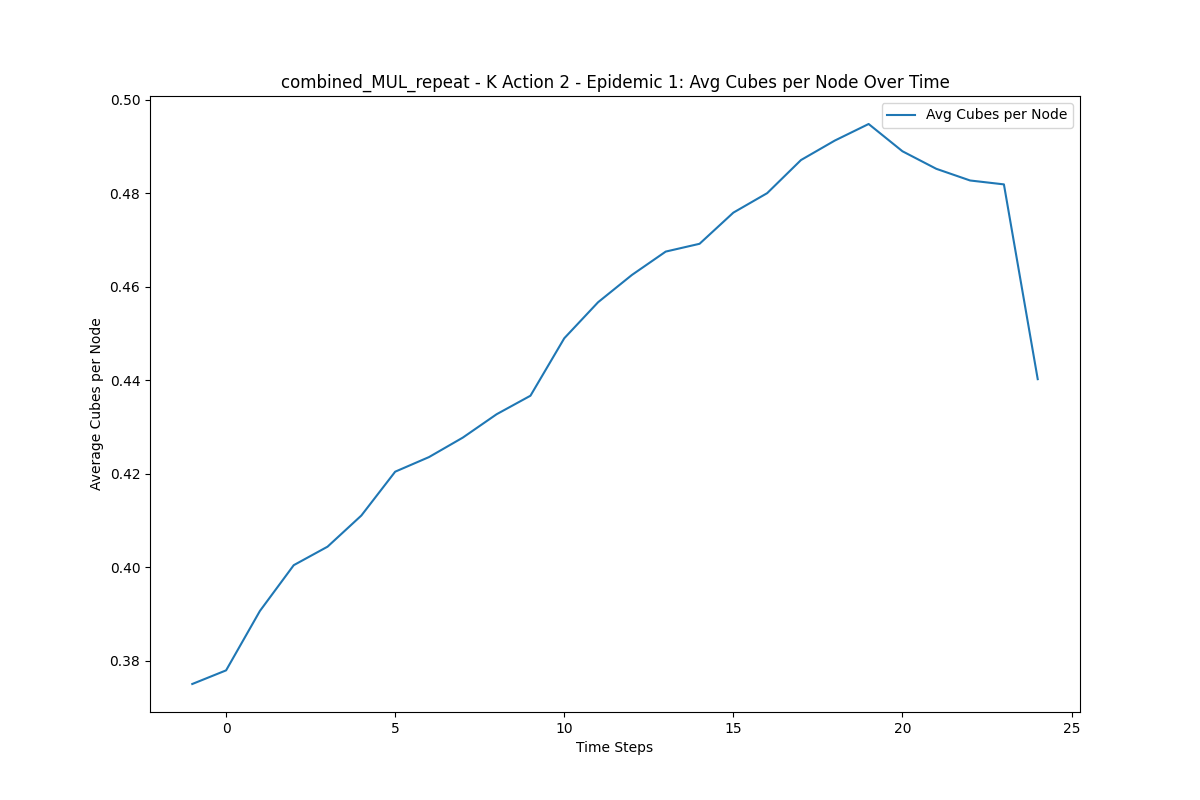 combined_MUL_repeat - K Action 2 - Epidemic 1: Avg Cubes per Node Over Time
Avg Cubes per Node
Average Cubes per Node
0.50
0.48
0.46
0.44
0.42
0.40
0.38
0 5 10 15 20 25
Time Steps